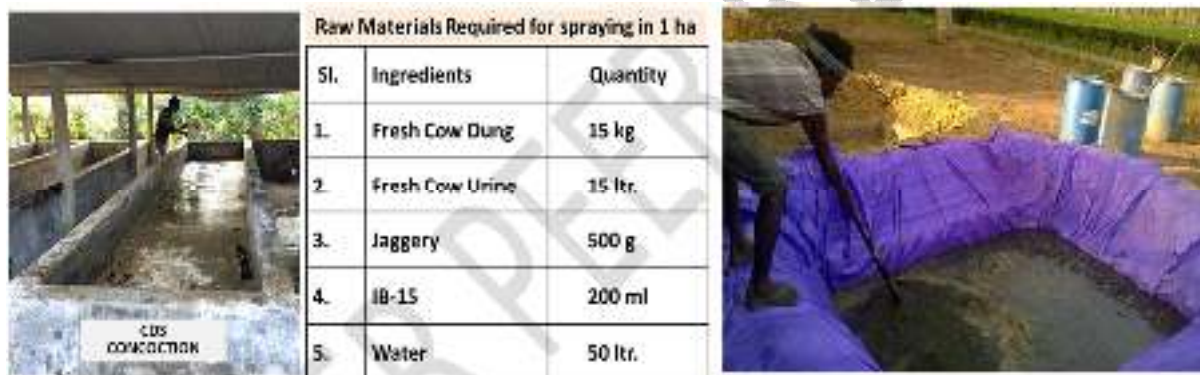 Raw Materials Required for spraying in 1 ha
Sl. Ingredients Quantity
1. Fresh Cow Dung 15 kg
2. Fresh Cow Urine 15 ltr.
3. Jaggery 500 g
4. IB-15 200 ml
5. Water 50 ltr.
CDS
CONCOCTION